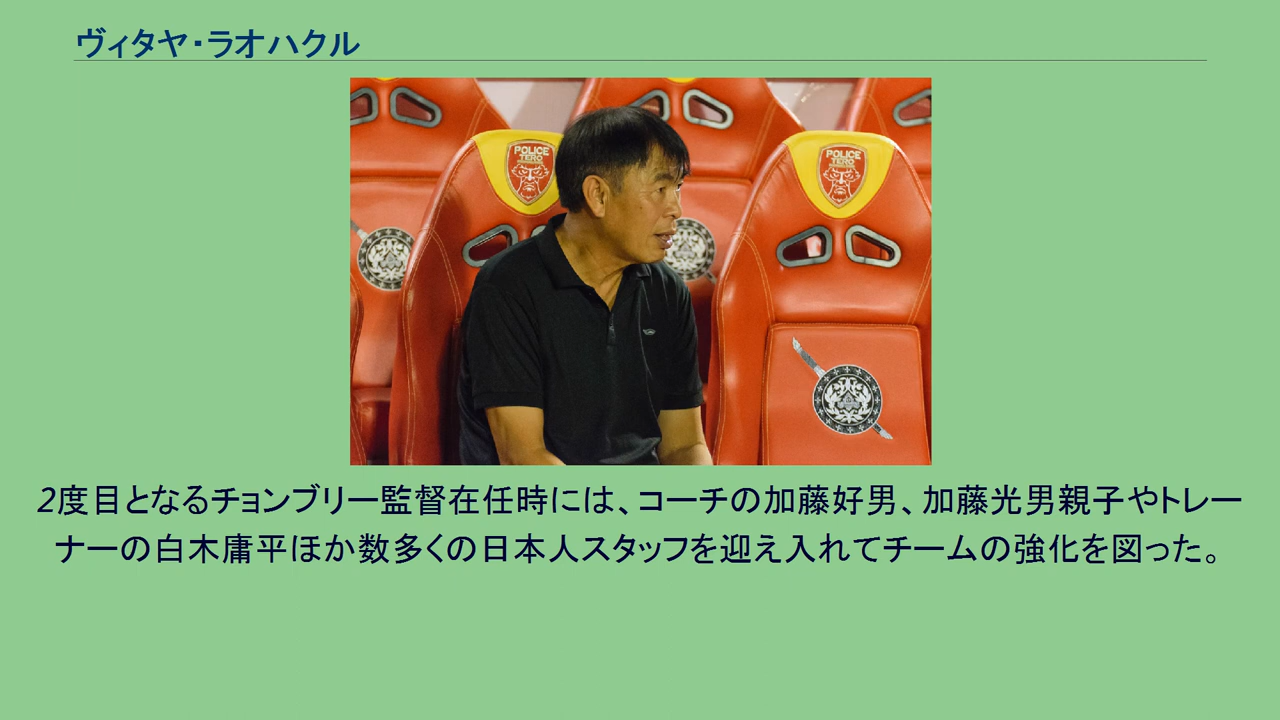 ヴィタヤ・ラオハクル
POLICE
TERO
POLICE
TERO
2度目となるチョンブリー監督在任時には、コーチの加藤好男、加藤光男親子やトレー
ナーの白木庸平ほか数多くの日本人スタッフを迎え入れてチームの強化を図った。